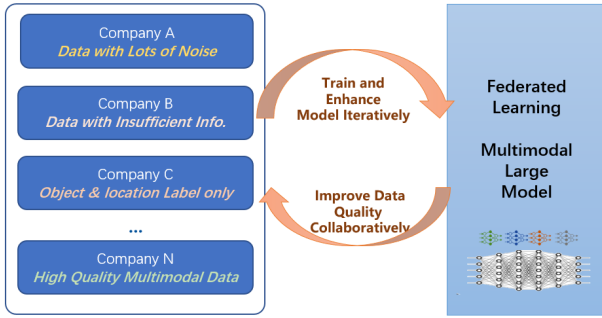 Company A
Data with Lots of Noise
Company B
Data with Insufficient Info.
Company C
Object & location Label only
...
Company N
High Quality Multimodal Data
Train and
Enhance
Model Iteratively
Improve Data
Quality
Collaboratively
Federated
Learning
Multimodal
Large
Model